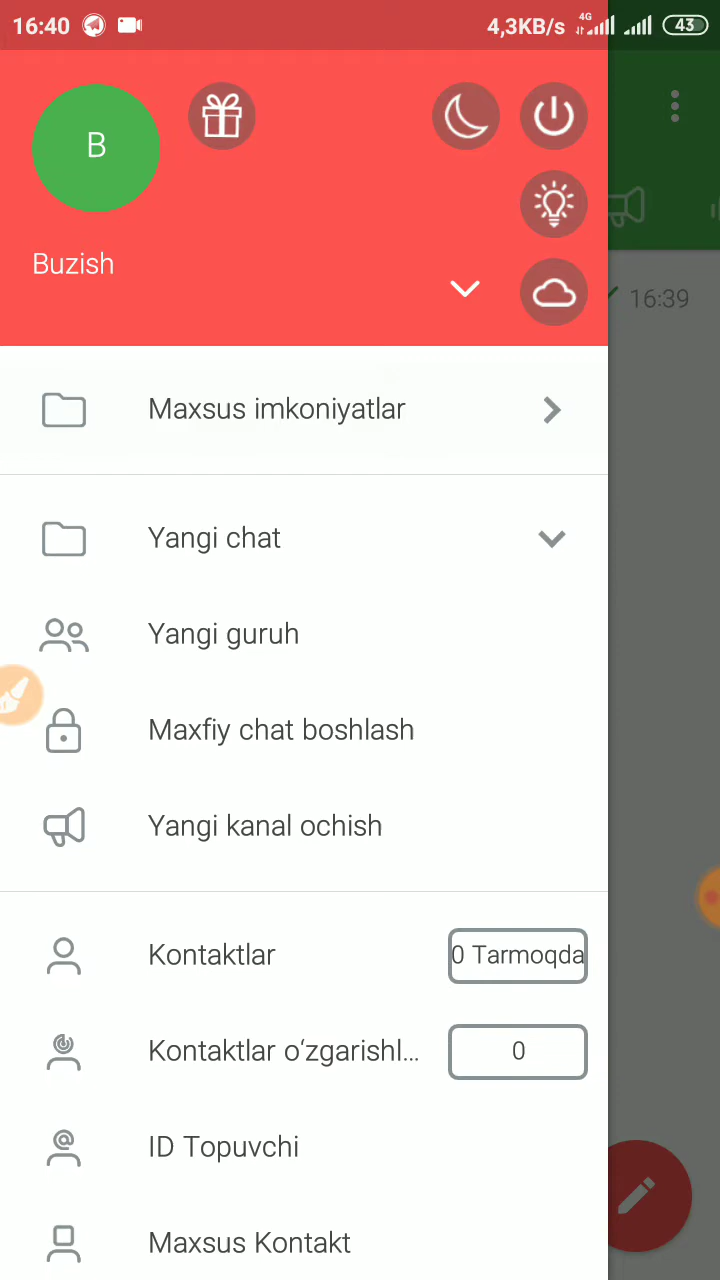 16:40
4,3KB/s 4G 43
B
Buzish
16:39
Maxsus imkoniyatlar
Yangi chat
Yangi guruh
Maxfiy chat boshlash
Yangi kanal ochish
Kontaktlar 0 Tarmoqda
Kontaktlar oʻzgarishl... 0
ID Topuvchi
Maxsus Kontakt